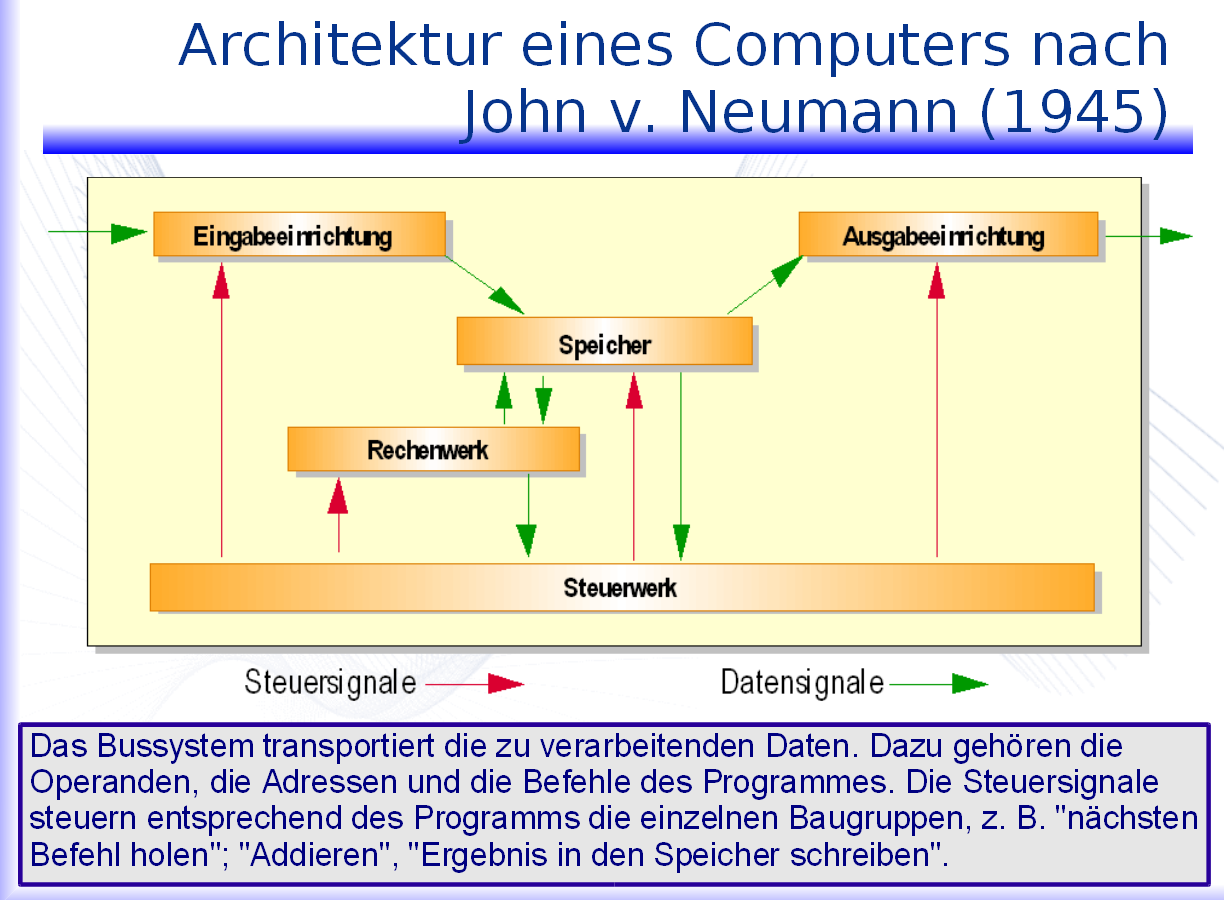 Architektur eines Computers nach
John v. Neumann (1945)
Eingabeeinrichtung
Ausgabeeinrichtung
Speicher
Rechenwerk
Steuerwerk
Steuersignale
Datensignale
Das Bussystem transportiert die zu verarbeitenden Daten. Dazu gehören die
Operanden, die Adressen und die Befehle des Programmes. Die Steuersignale
steuern entsprechend des Programms die einzelnen Baugruppen, z. B. "nächsten
Befehl holen"; "Addieren", "Ergebnis in den Speicher schreiben".